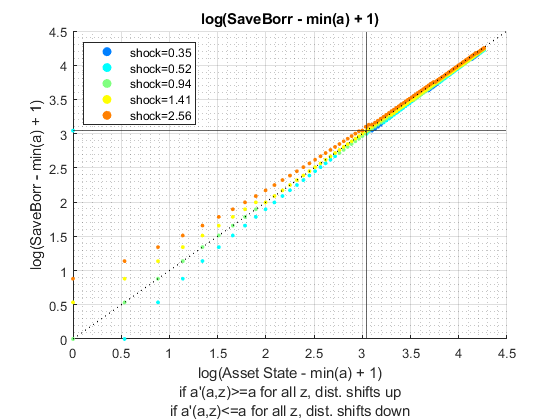 log(SaveBorr - min(a) + 1)
4.5
4
3.5
3
2.5
2
1.5
1
0.5
0
log(SaveBorr - min(a) + 1)
shock=0.35
shock=0.52
shock=0.94
shock=1.41
shock=2.56
0 0.5 1 1.5 2 2.5 3 3.5 4 4.5
log(Asset State - min(a) + 1)
if a'(a,z)>=a for all z, dist. shifts up
if a'(a,z)<=a for all z, dist. shifts down